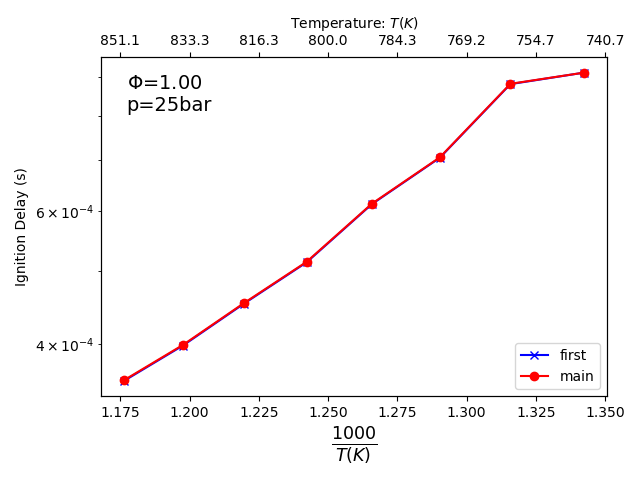 Temperature: T(K)
851.1 833.3 816.3 800.0 784.3 769.2 754.7 740.7
Φ=1.00
p=25bar
Ignition Delay (s)
6 × 10⁻⁴
4 × 10⁻⁴
first
main
1.175 1.200 1.225 1.250 1.275 1.300 1.325 1.350
1000
T(K)